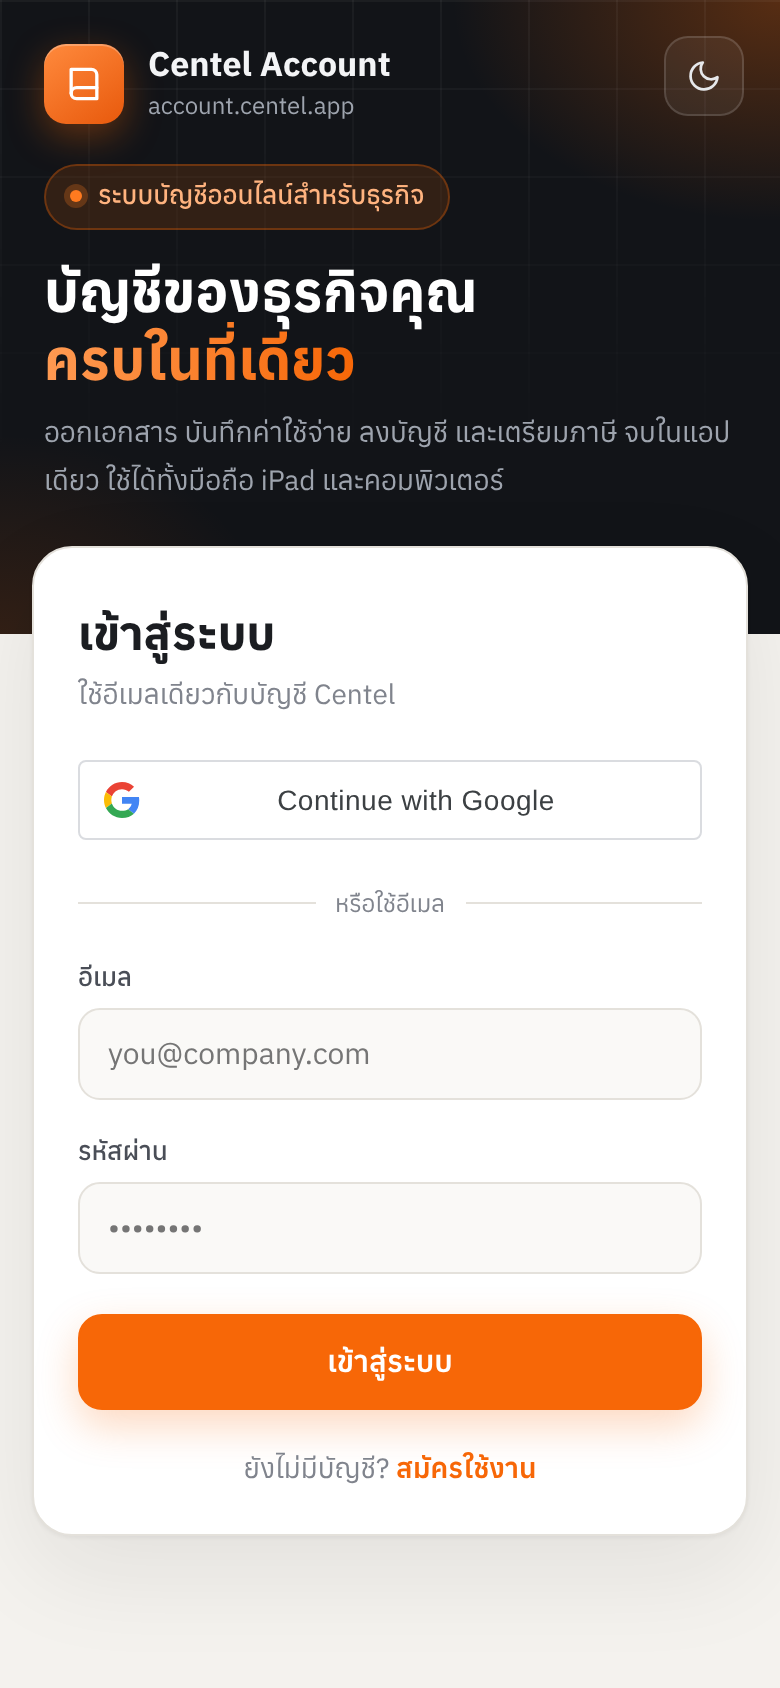 Centel Account
account.centel.app
ระบบบัญชีออนไลน์สำหรับธุรกิจ
บัญชีของธุรกิจคุณ
ครบในที่เดียว
ออกเอกสาร บันทึกค่าใช้จ่าย ลงบัญชี และเตรียมภาษี จบในแอป
เดียว ใช้ได้ทั้งมือถือ iPad และคอมพิวเตอร์
เข้าสู่ระบบ
ใช้อีเมลเดียวกับบัญชี Centel
Continue with Google
หรือใช้อีเมล
อีเมล
you@company.com
รหัสผ่าน
••••••••
เข้าสู่ระบบ
ยังไม่มีบัญชี? สมัครใช้งาน